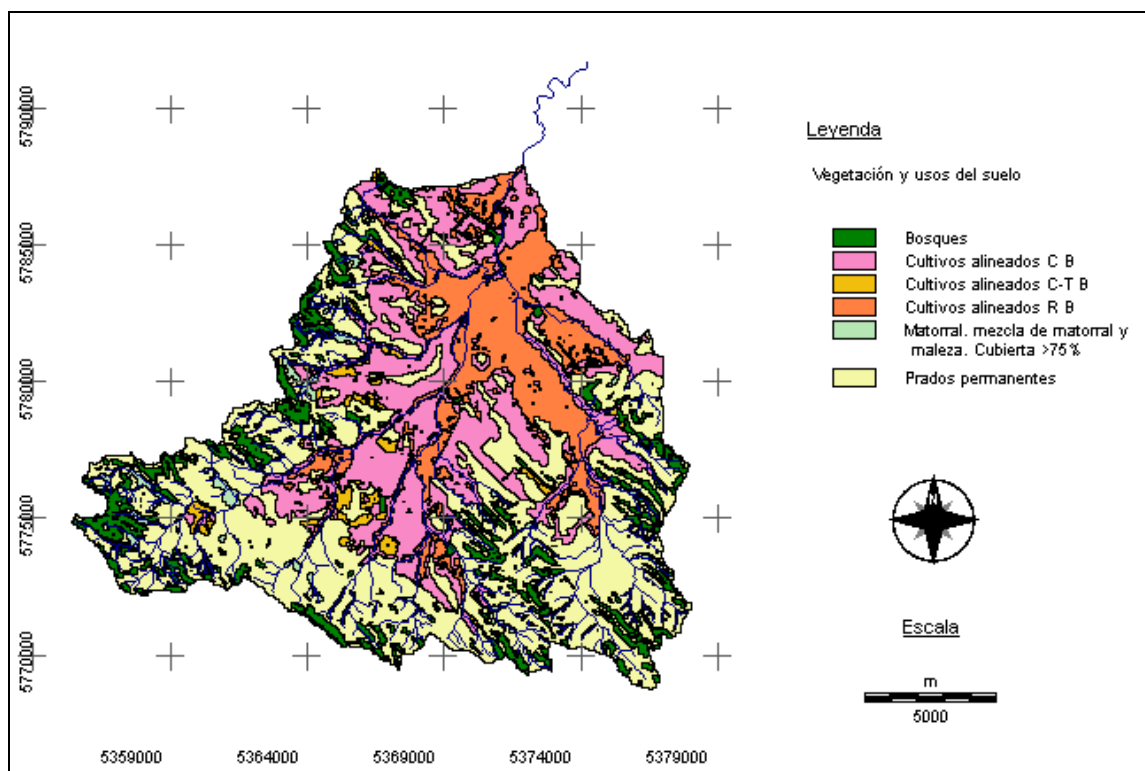 Leyenda
Vegetación y usos del suelo
Bosques
Cultivos alineados C B
Cultivos alineados C-T B
Cultivos alineados R B
Matorral. mezcla de matorral y
maleza. Cubierta >75%
Prados permanentes
Escala
m
5000
5790000
5785000
5780000
5775000
5770000
5359000 5364000 5369000 5374000 5379000